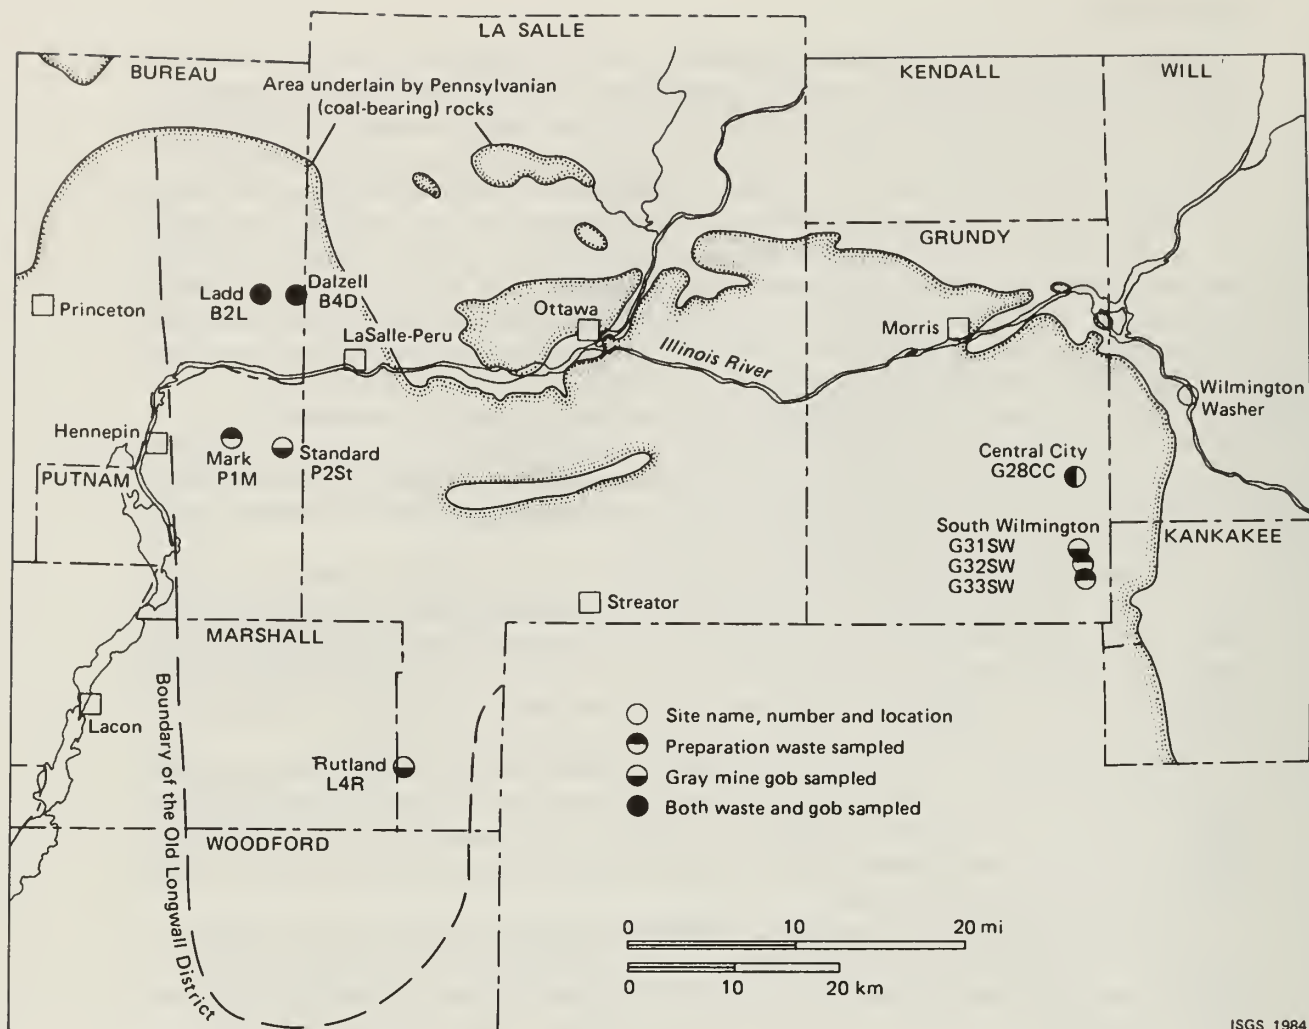 LA SALLE
BUREAU
KENDALL
WILL
Area underlain by Pennsylvanian
(coal-bearing) rocks
GRUNDY
Princeton
Ladd
B2L
Dalzell
B4D
LaSalle-Peru
Ottawa
Illinois River
Morris
Wilmington
Washer
Hennepin
Mark
P1M
Standard
P2St
PUTNAM
Central City
G28CC
South Wilmington
G31SW
G32SW
G33SW
KANKAKEE
Streator
MARSHALL
Lacon
Boundary of the Old Longwall District
Rutland
L4R
WOODFORD
Site name, number and location
Preparation waste sampled
Gray mine gob sampled
Both waste and gob sampled
0 10 20 mi
0 10 20 km
ISGS 1984